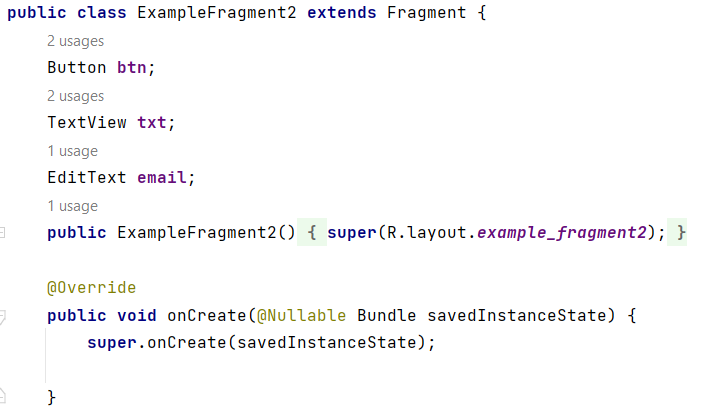 public class ExampleFragment2 extends Fragment {
2 usages
Button btn;
2 usages
TextView txt;
1 usage
EditText email;
1 usage
public ExampleFragment2() { super(R.layout.example_fragment2); }
@Override
public void onCreate(@Nullable Bundle savedInstanceState) {
super.onCreate(savedInstanceState);
}